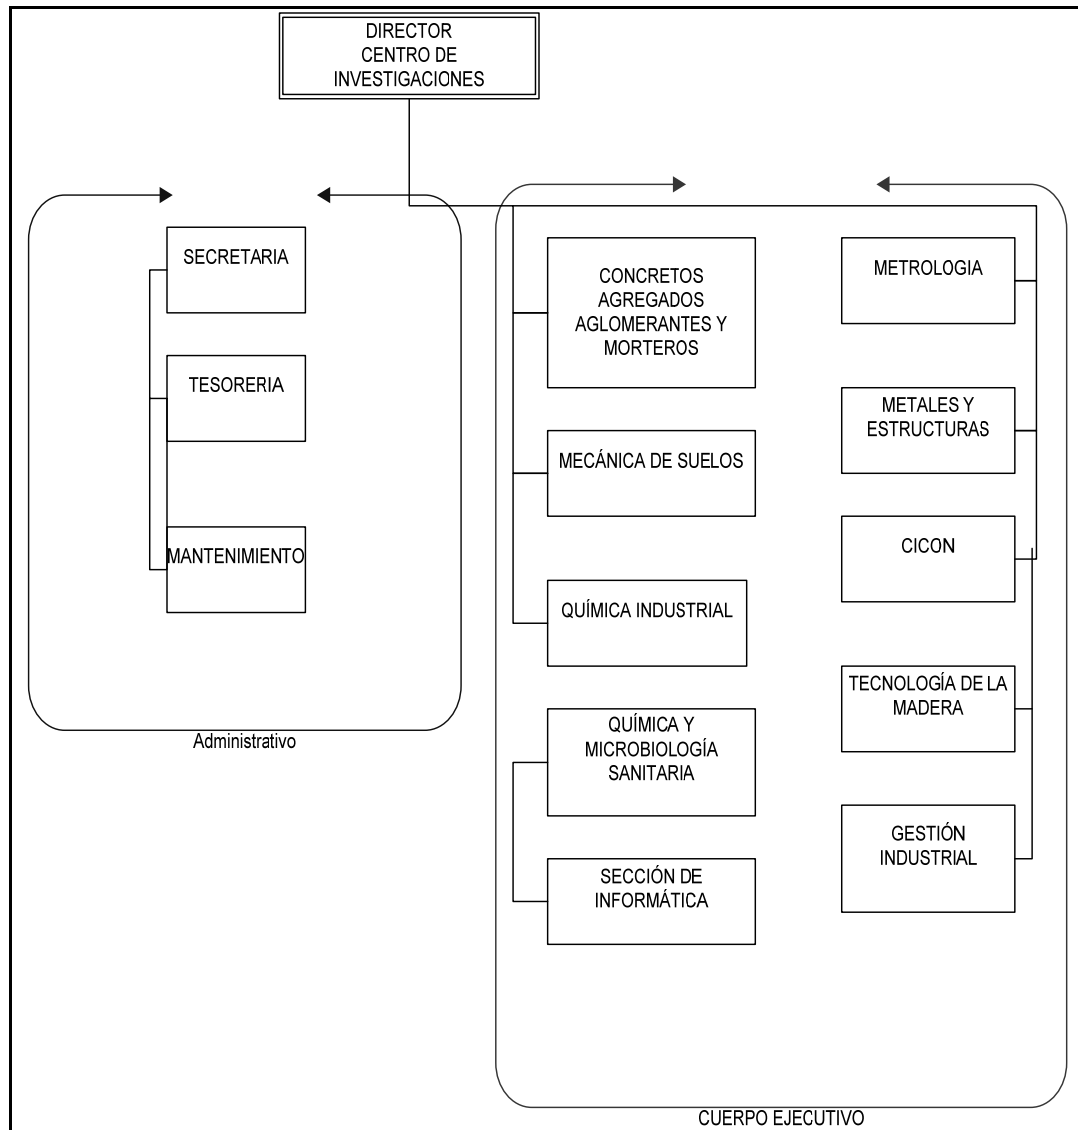 DIRECTOR
CENTRO DE
INVESTIGACIONES
SECRETARIA
TESORERIA
MANTENIMIENTO
Administrativo
CONCRETOS
AGREGADOS
AGLOMERANTES Y
MORTEROS
MECÁNICA DE SUELOS
QUÍMICA INDUSTRIAL
QUÍMICA Y
MICROBIOLOGÍA
SANITARIA
SECCIÓN DE
INFORMÁTICA
METROLOGIA
METALES Y
ESTRUCTURAS
CICON
TECNOLOGÍA DE LA
MADERA
GESTIÓN
INDUSTRIAL
CUERPO EJECUTIVO